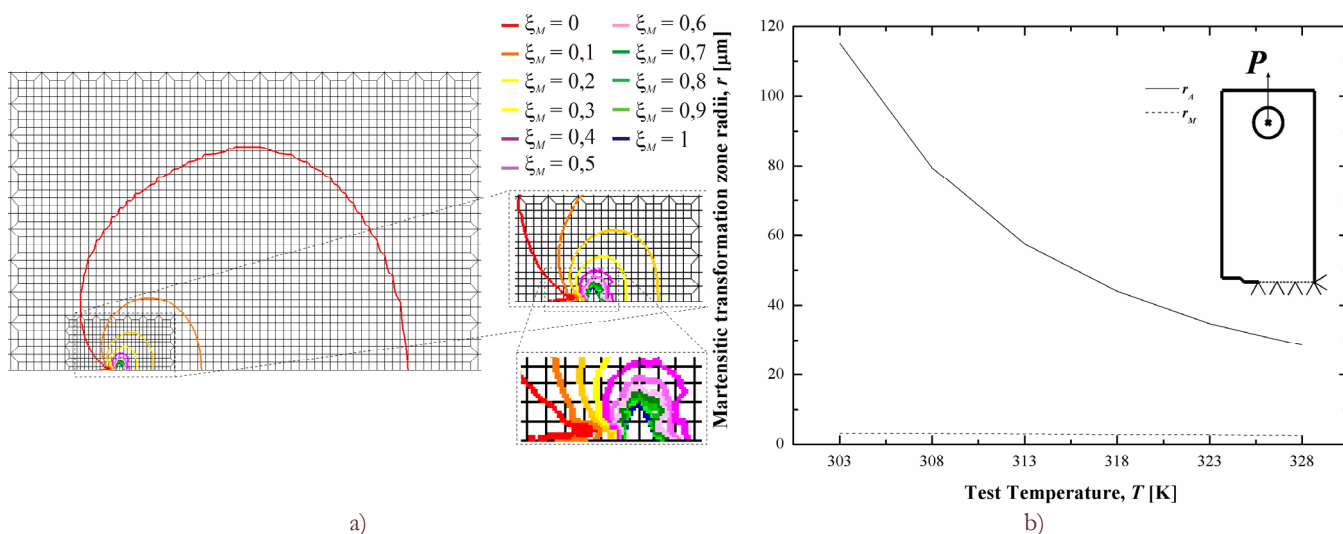 ξM = 0
ξM = 0,1
ξM = 0,2
ξM = 0,3
ξM = 0,4
ξM = 0,5
ξM = 0,6
ξM = 0,7
ξM = 0,8
ξM = 0,9
ξM = 1
a)
Martensitic transformation zone radii, r [µm]
120
100
80
60
40
20
0
303
308
313
318
323
328
Test Temperature, T [K]
rA
rM
P
b)